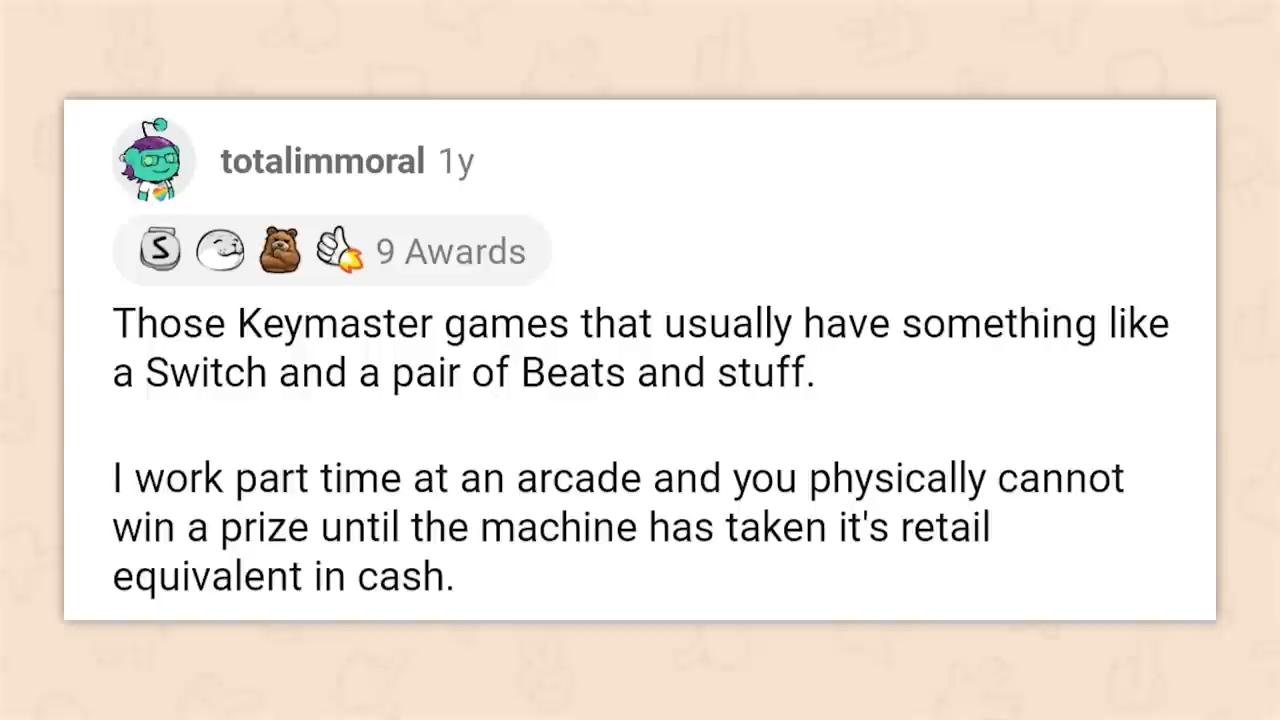 totalimmoral 1y
9 Awards
Those Keymaster games that usually have something like
a Switch and a pair of Beats and stuff.
I work part time at an arcade and you physically cannot
win a prize until the machine has taken it's retail
equivalent in cash.